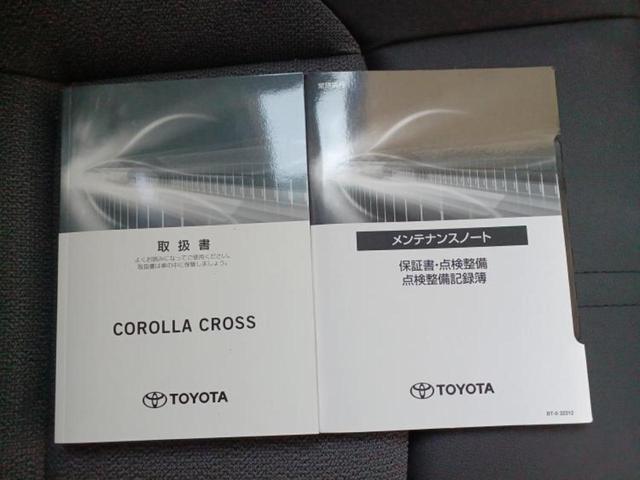 取扱書
よくお読みになってご使用ください。
取扱書は車の中に保管しましょう。
COROLLA CROSS
TOYOTA
メンテナンスノート
保証書・点検整備
点検整備記録簿
TOYOTA